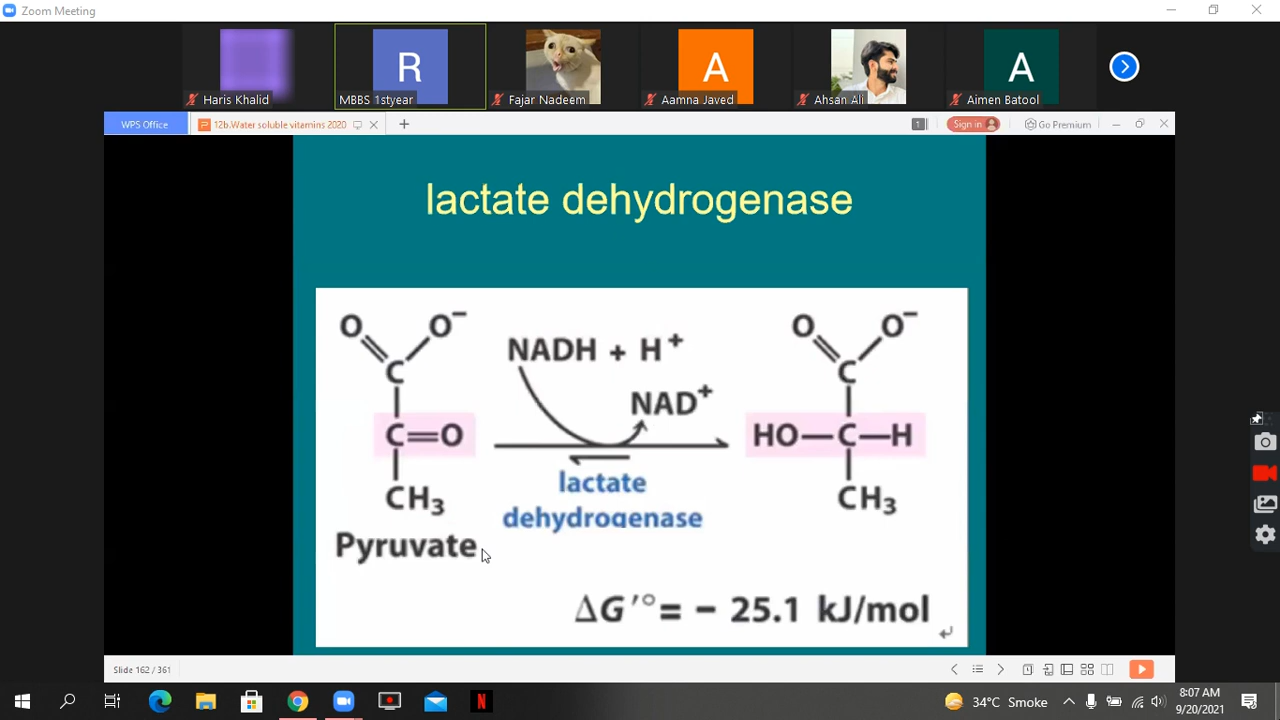 Zoom Meeting
R
A
A
Haris Khalid
MBBS 1styear
Fajar Nadeem
Aamna Javed
Ahsan Ali
Aimen Batool
WPS Office
12b.Water soluble vitamins 2020
1
Sign in
Go Premium
lactate dehydrogenase
O O⁻
C
C=O
CH₃
Pyruvate
NADH + H⁺
NAD⁺
lactate
dehydrogenase
O O⁻
C
HO—C—H
CH₃
ΔG′° = − 25.1 kJ/mol
Slide 162 / 361
N
34°C Smoke
8:07 AM
9/20/2021